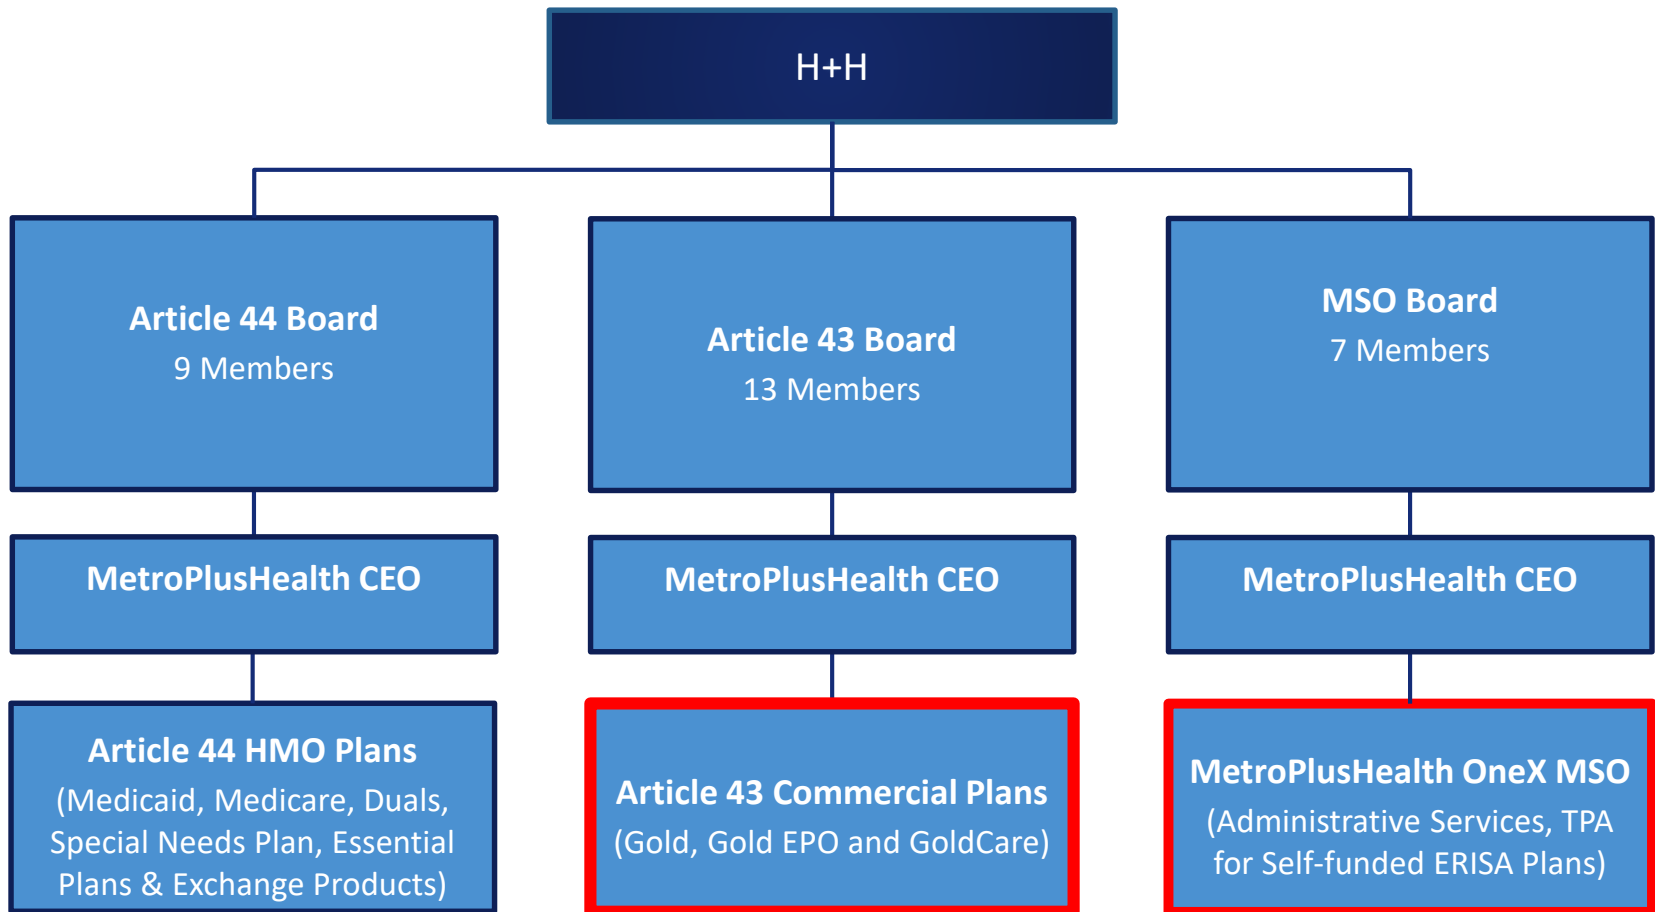 H+H
Article 44 Board
9 Members
Article 43 Board
13 Members
MSO Board
7 Members
MetroPlusHealth CEO
MetroPlusHealth CEO
MetroPlusHealth CEO
Article 44 HMO Plans
(Medicaid, Medicare, Duals,
Special Needs Plan, Essential
Plans & Exchange Products)
Article 43 Commercial Plans
(Gold, Gold EPO and GoldCare)
MetroPlusHealth OneX MSO
(Administrative Services, TPA
for Self-funded ERISA Plans)